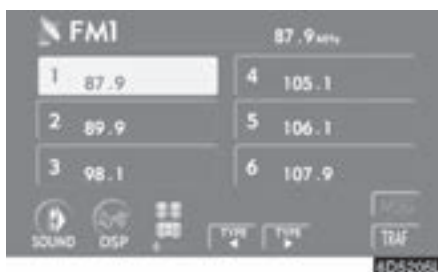 FM1
87.9 MHz
1 87.9
4 105.1
2 89.9
5 106.1
3 98.1
6 107.9
SOUND
DSP
TYPE
TYPE
TRAF